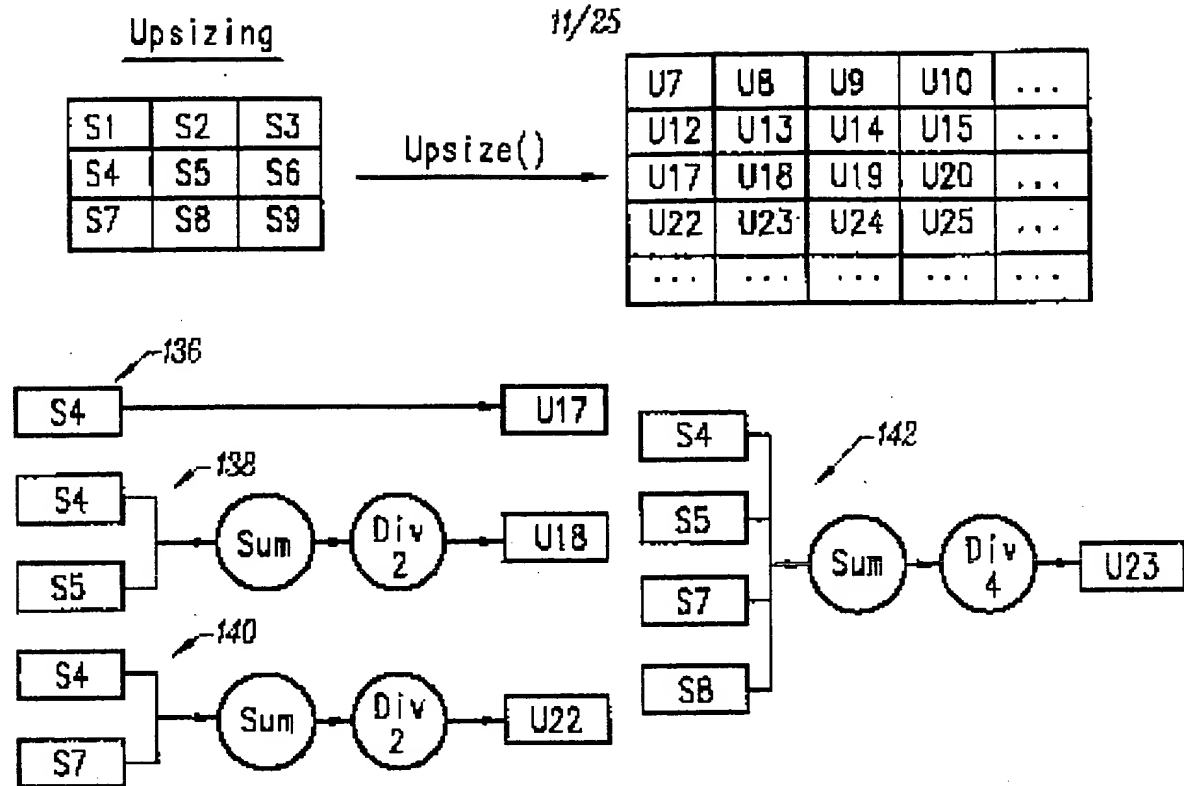 11/25
Upsizing
S1 S2 S3
S4 S5 S6
S7 S8 S9
Upsize()
U7 U8 U9 U10 ...
U12 U13 U14 U15 ...
U17 U18 U19 U20 ...
U22 U23 U24 U25 ...
... ... ... ... ...
136
S4 U17
138
S4
S5
Sum
Div
2
U18
140
S4
S7
Sum
Div
2
U22
142
S4
S5
S7
S8
Sum
Div
4
U23